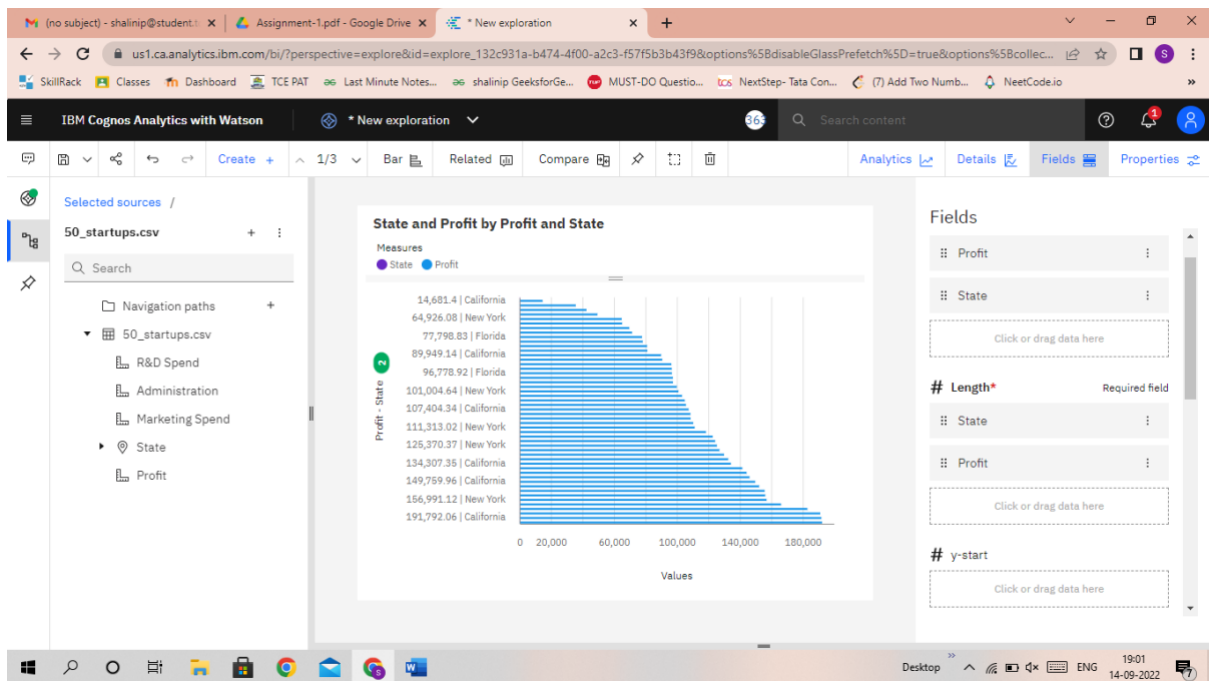 (no subject) - shalinip@student.t
Assignment-1.pdf - Google Drive
* New exploration
us1.ca.analytics.ibm.com/bi/?perspective=explore&id=explore_132c931a-b474-4f00-a2c3-f57f5b3b43f9&options%5BdisableGlassPrefetch%5D=true&options%5Bcollec...
S
SkillRack
Classes
Dashboard
TCE PAT
Last Minute Notes...
shalinip GeeksforGe...
MUST-DO Questio...
NextStep- Tata Con...
(7) Add Two Numb...
NeetCode.io
»
IBM Cognos Analytics with Watson
* New exploration
363
Search content
1
Create +
1/3
Bar
Related
Compare
Analytics
Details
Fields
Properties
Selected sources /
50_startups.csv
Search
Navigation paths
50_startups.csv
R&D Spend
Administration
Marketing Spend
State
Profit
State and Profit by Profit and State
Measures
State
Profit
14,681.4 | California
64,926.08 | New York
77,798.83 | Florida
89,949.14 | California
96,778.92 | Florida
101,004.64 | New York
107,404.34 | California
111,313.02 | New York
125,370.37 | New York
134,307.35 | California
149,759.96 | California
156,991.12 | New York
191,792.06 | California
Profit - State
2
0 20,000 60,000 100,000 140,000 180,000
Values
Fields
Profit
State
Click or drag data here
# Length*
Required field
State
Profit
Click or drag data here
# y-start
Click or drag data here
Desktop
»
ENG
19:01
14-09-2022
7